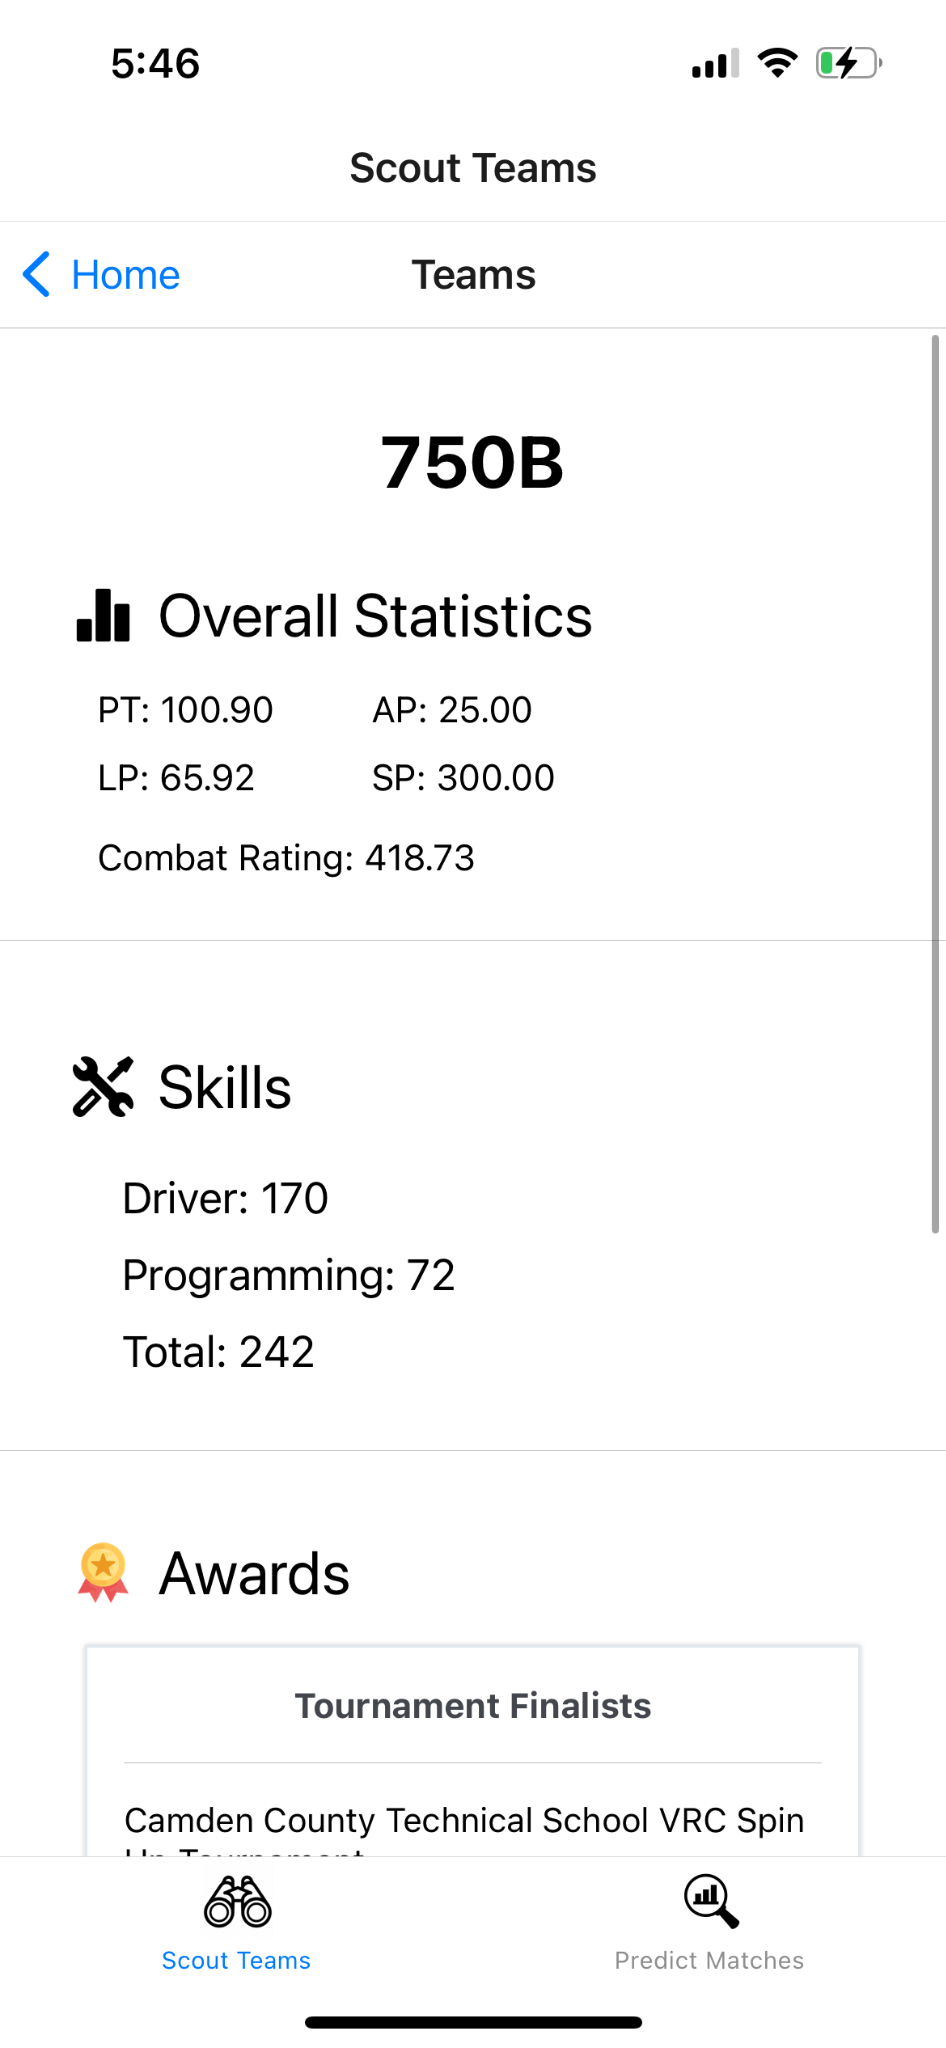 5:46
Scout Teams
Home
Teams
750B
Overall Statistics
PT: 100.90
AP: 25.00
LP: 65.92
SP: 300.00
Combat Rating: 418.73
Skills
Driver: 170
Programming: 72
Total: 242
Awards
Tournament Finalists
Camden County Technical School VRC Spin
Up Tournament
Scout Teams
Predict Matches